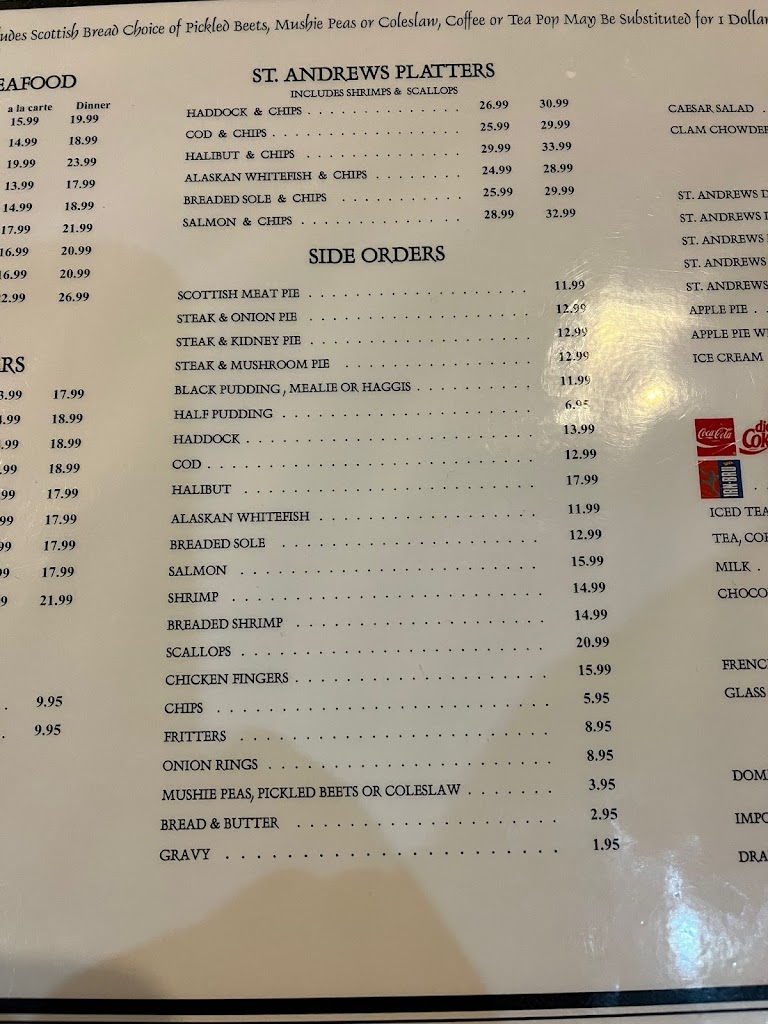 udes Scottish Bread Choice of Pickled Beets, Mushie Peas or Coleslaw, Coffee or Tea Pop May Be Substituted for 1 Dollar
EAFOOD
a la carte Dinner
15.99 19.99
14.99 18.99
19.99 23.99
13.99 17.99
14.99 18.99
17.99 21.99
16.99 20.99
16.99 20.99
22.99 26.99
ERS
3.99 17.99
4.99 18.99
.99 18.99
.99 18.99
99 17.99
99 17.99
99 17.99
99 17.99
9 21.99
. 9.95
. 9.95
ST. ANDREWS PLATTERS
INCLUDES SHRIMPS & SCALLOPS
HADDOCK & CHIPS . . . . . . . . . . . . . . 26.99 30.99
COD & CHIPS . . . . . . . . . . . . . . . . . 25.99 29.99
HALIBUT & CHIPS . . . . . . . . . . . . . . 29.99 33.99
ALASKAN WHITEFISH & CHIPS . . . . . . . . 24.99 28.99
BREADED SOLE & CHIPS . . . . . . . . . . . 25.99 29.99
SALMON & CHIPS . . . . . . . . . . . . . . 28.99 32.99
SIDE ORDERS
SCOTTISH MEAT PIE . . . . . . . . . . . . . . . . . . 11.99
STEAK & ONION PIE . . . . . . . . . . . . . . . . . . 12.99
STEAK & KIDNEY PIE . . . . . . . . . . . . . . . . . . 12.99
STEAK & MUSHROOM PIE . . . . . . . . . . . . . . . 12.99
BLACK PUDDING, MEALIE OR HAGGIS . . . . . . . . . 11.99
HALF PUDDING . . . . . . . . . . . . . . . . . . . . 6.95
HADDOCK . . . . . . . . . . . . . . . . . . . . . . . 13.99
COD . . . . . . . . . . . . . . . . . . . . . . . . . . 12.99
HALIBUT . . . . . . . . . . . . . . . . . . . . . . . 17.99
ALASKAN WHITEFISH . . . . . . . . . . . . . . . . . 11.99
BREADED SOLE . . . . . . . . . . . . . . . . . . . . 12.99
SALMON . . . . . . . . . . . . . . . . . . . . . . . 15.99
SHRIMP . . . . . . . . . . . . . . . . . . . . . . . . 14.99
BREADED SHRIMP . . . . . . . . . . . . . . . . . . . 14.99
SCALLOPS . . . . . . . . . . . . . . . . . . . . . . . 20.99
CHICKEN FINGERS . . . . . . . . . . . . . . . . . . . 15.99
CHIPS . . . . . . . . . . . . . . . . . . . . . . . . . 5.95
FRITTERS . . . . . . . . . . . . . . . . . . . . . . . 8.95
ONION RINGS . . . . . . . . . . . . . . . . . . . . . 8.95
MUSHIE PEAS, PICKLED BEETS OR COLESLAW . . . . . . . 3.95
BREAD & BUTTER . . . . . . . . . . . . . . . . . . . 2.95
GRAVY . . . . . . . . . . . . . . . . . . . . . . . . . 1.95
CAESAR SALAD .
CLAM CHOWDER
ST. ANDREWS D
ST. ANDREWS
ST. ANDREWS
ST. ANDREWS
ST. ANDREWS
APPLE PIE . .
APPLE PIE WI
ICE CREAM
Coca-Cola
die
Cok
IRN-BRU
ICED TEA
TEA, COF
MILK .
CHOCO
FRENC
GLASS
DOM
IMPO
DRA